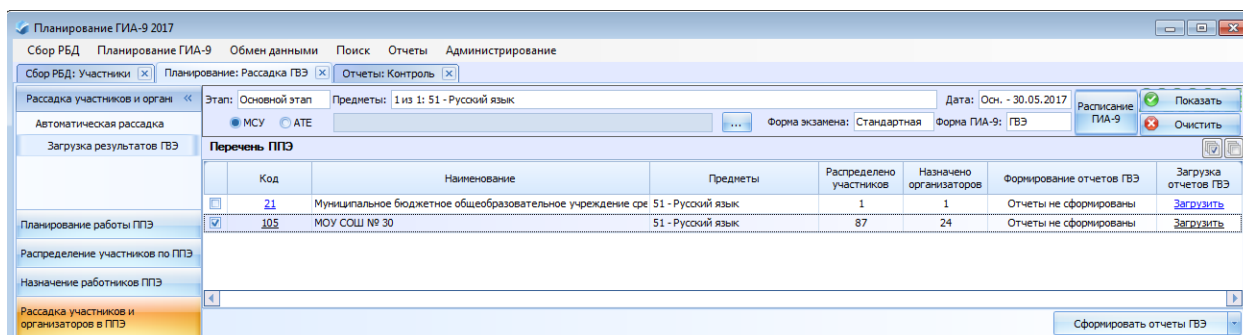 Планирование ГИА-9 2017
Сбор РБД Планирование ГИА-9 Обмен данными Поиск Отчеты Администрирование
Сбор РБД: Участники Планирование: Рассадка ГВЭ Отчеты: Контроль
Рассадка участников и органи
Автоматическая рассадка
Загрузка результатов ГВЭ
Планирование работы ППЭ
Распределение участников по ППЭ
Назначение работников ППЭ
Рассадка участников и
организаторов в ППЭ
Этап: Основной этап Предметы: 1 из 1: 51 - Русский язык Дата: Осн. - 30.05.2017
МСУ АТЕ ... Форма экзамена: Стандартная Форма ГИА-9: ГВЭ
Расписание
ГИА-9
Показать
Очистить
Перечень ППЭ
Код Наименование Предметы Распределено участников Назначено организаторов Формирование отчетов ГВЭ Загрузка отчетов ГВЭ
21 Муниципальное бюджетное общеобразовательное учреждение сре 51 - Русский язык 1 1 Отчеты не сформированы Загрузить
105 МОУ СОШ № 30 51 - Русский язык 87 24 Отчеты не сформированы Загрузить
Сформировать отчеты ГВЭ